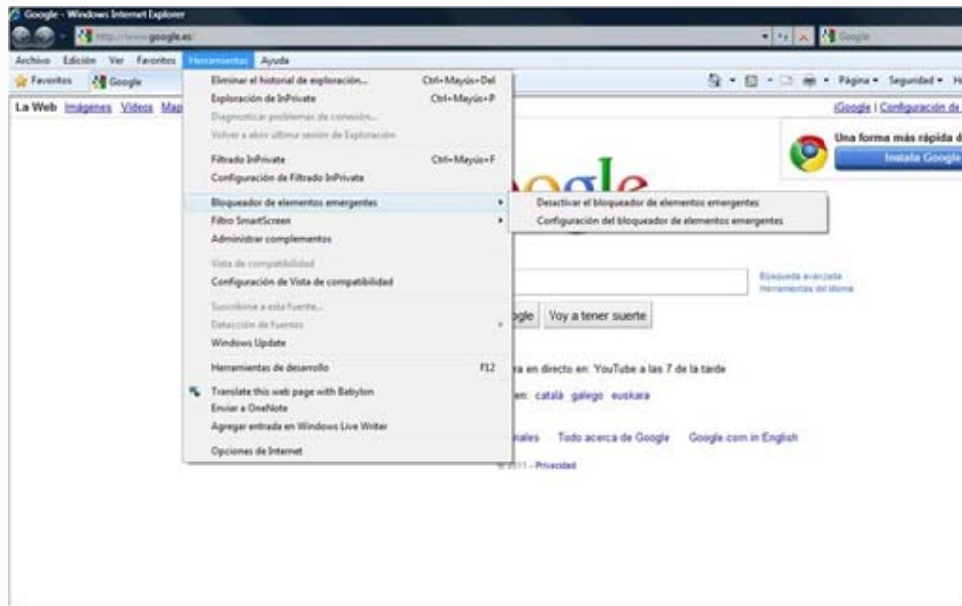 Google - Windows Internet Explorer
http://www.google.es
Google
Archivo Edición Ver Favoritos Herramientas Ayuda
Favoritos Google
Página Seguridad
La Web Imágenes Vídeos Map
iGoogle | Configuración de
Eliminar el historial de exploración... Ctrl+Mayús+Del
Exploración de InPrivate Ctrl+Mayús+P
Diagnosticar problemas de conexión...
Volver a abrir última sesión de Exploración
Filtrado InPrivate Ctrl+Mayús+F
Configuración de Filtrado InPrivate
Bloqueador de elementos emergentes
Filtro SmartScreen
Administrar complementos
Vista de compatibilidad
Configuración de Vista de compatibilidad
Suscribirse a esta fuente...
Detección de fuentes
Windows Update
Herramientas de desarrollo F12
Translate this web page with Babylon
Enviar a OneNote
Agregar entrada en Windows Live Writer
Opciones de Internet
Desactivar el bloqueador de elementos emergentes
Configuración del bloqueador de elementos emergentes
Una forma más rápida d
Instala Google
ogle
Búsqueda avanzada
Herramientas del idioma
ogle Voy a tener suerte
ra en directo en: YouTube a las 7 de la tarde
en: català galego euskara
riales Todo acerca de Google Google.com in English
© 2011 - Privacidad